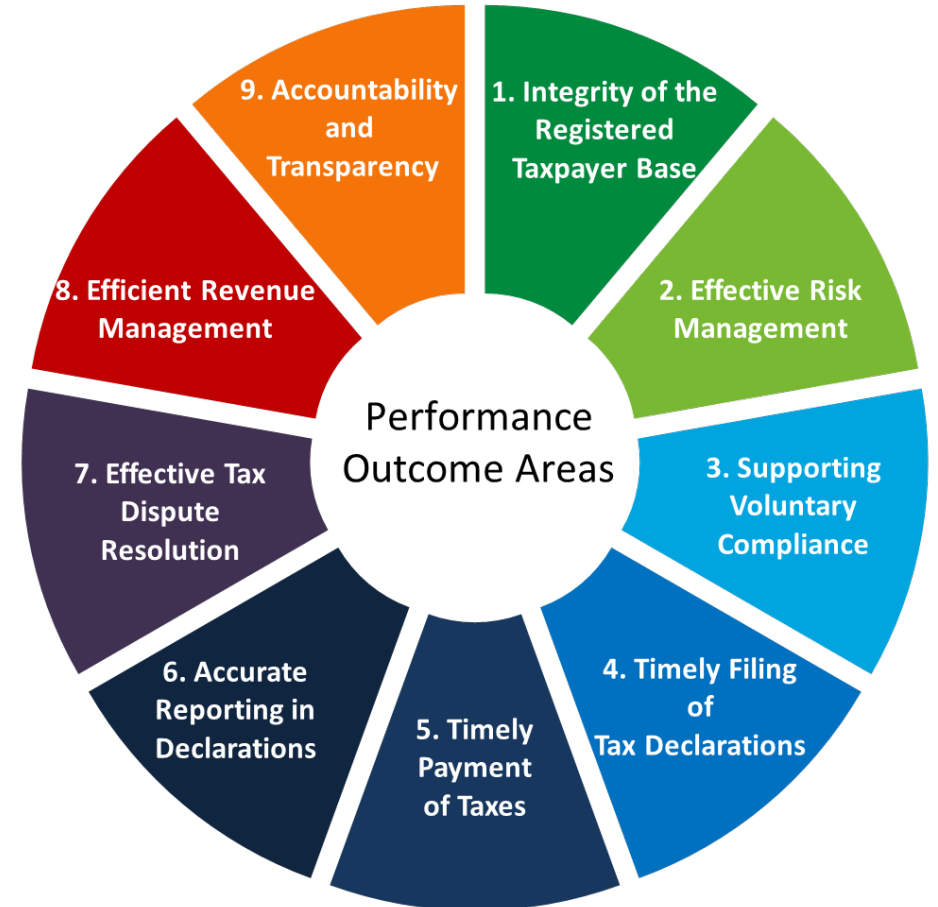 Performance
Outcome Areas
1. Integrity of the
Registered
Taxpayer Base
2. Effective Risk
Management
3. Supporting
Voluntary
Compliance
4. Timely Filing
of
Tax Declarations
5. Timely
Payment
of Taxes
6. Accurate
Reporting in
Declarations
7. Effective Tax
Dispute
Resolution
8. Efficient Revenue
Management
9. Accountability
and
Transparency